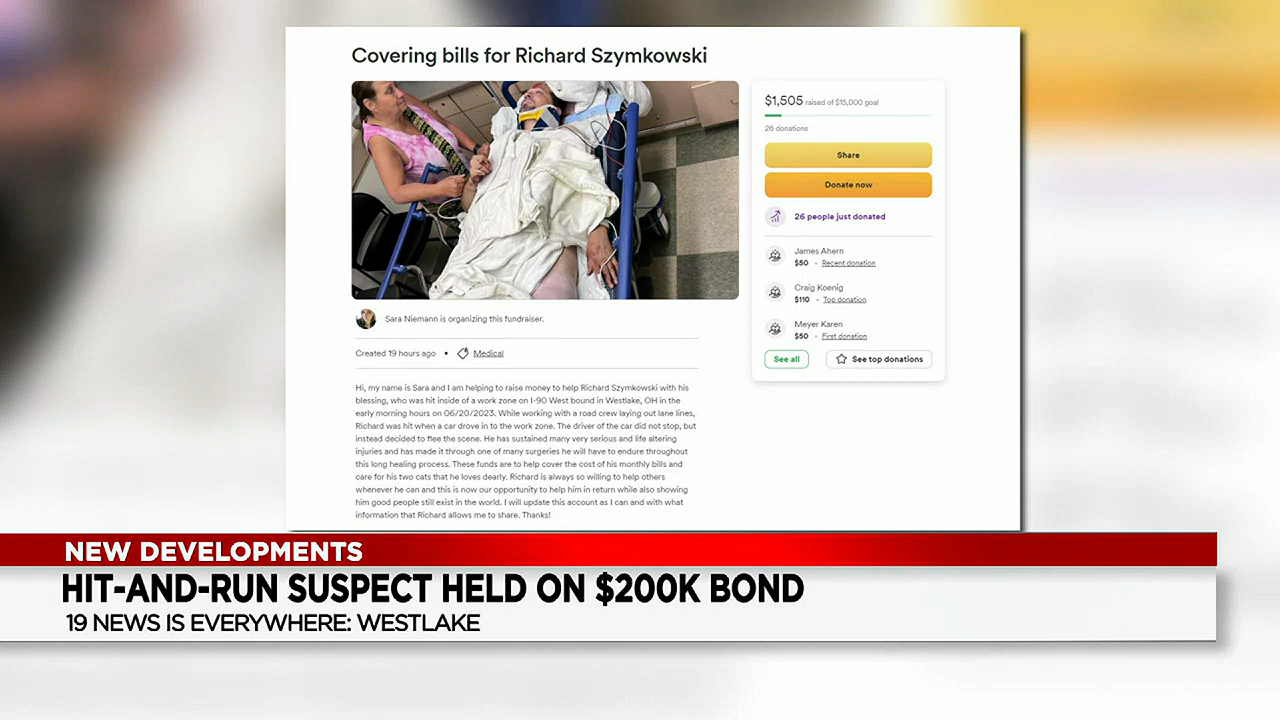 Covering bills for Richard Szymkowski
$1,505 raised of $15,000 goal
26 donations
Share
Donate now
26 people just donated
James Ahern
$50 • Recent donation
Craig Koenig
$110 • Top donation
Meyer Karen
$50 • First donation
See all
See top donations
Sara Niemann is organizing this fundraiser.
Created 19 hours ago • Medical
Hi, my name is Sara and I am helping to raise money to help Richard Szymkowski with his
blessing, who was hit inside of a work zone on I-90 West bound in Westlake, OH in the
early morning hours on 06/20/2023. While working with a road crew laying out lane lines,
Richard was hit when a car drove in to the work zone. The driver of the car did not stop, but
instead decided to flee the scene. He has sustained many very serious and life altering
injuries and has made it through one of many surgeries he will have to endure throughout
this long healing process. These funds are to help cover the cost of his monthly bills and
care for his two cats that he loves dearly. Richard is always so willing to help others
whenever he can and this is now our opportunity to help him in return while also showing
him good people still exist in the world. I will update this account as I can and with what
information that Richard allows me to share. Thanks!
NEW DEVELOPMENTS
HIT-AND-RUN SUSPECT HELD ON $200K BOND
19 NEWS IS EVERYWHERE: WESTLAKE